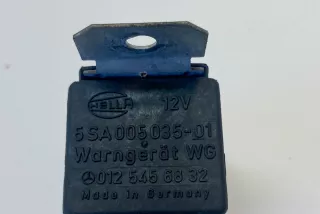 HELLA 12V
5SA 005 035-01
Warngerät WG
012 545 68 32
Made in Germany